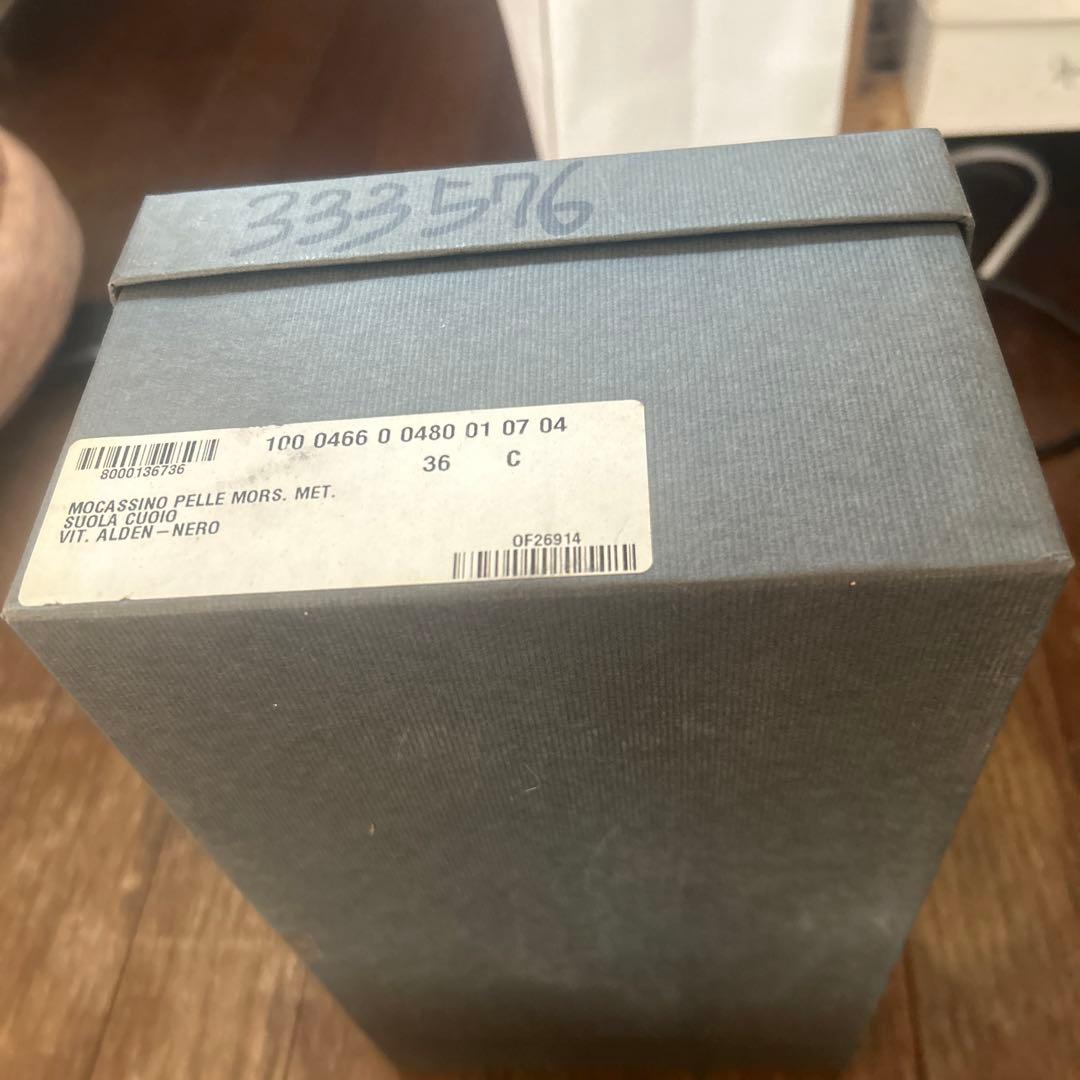 333576
100 0466 0 0480 01 07 04
36 C
8000136736
MOCASSINO PELLE MORS. MET.
SUOLA CUOIO
VIT. ALDEN-NERO
OF26914